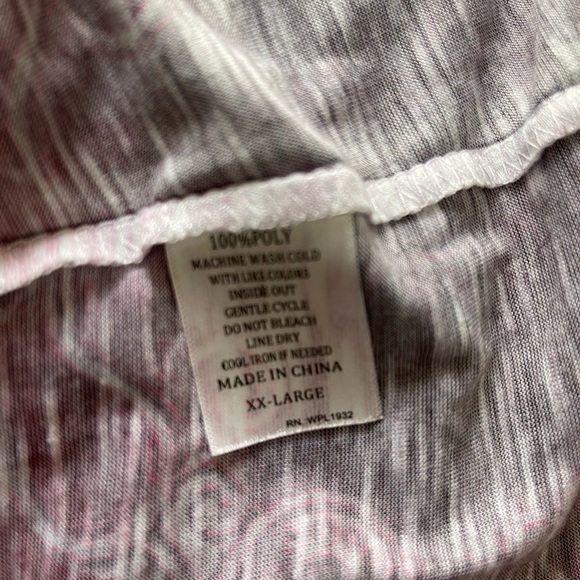 100%POLY
MACHINE WASH COLD
WITH LIKE COLORS
INSIDE OUT
GENTLE CYCLE
DO NOT BLEACH
LINE DRY
COOL IRON IF NEEDED
MADE IN CHINA
XX-LARGE
RN:WPL1932